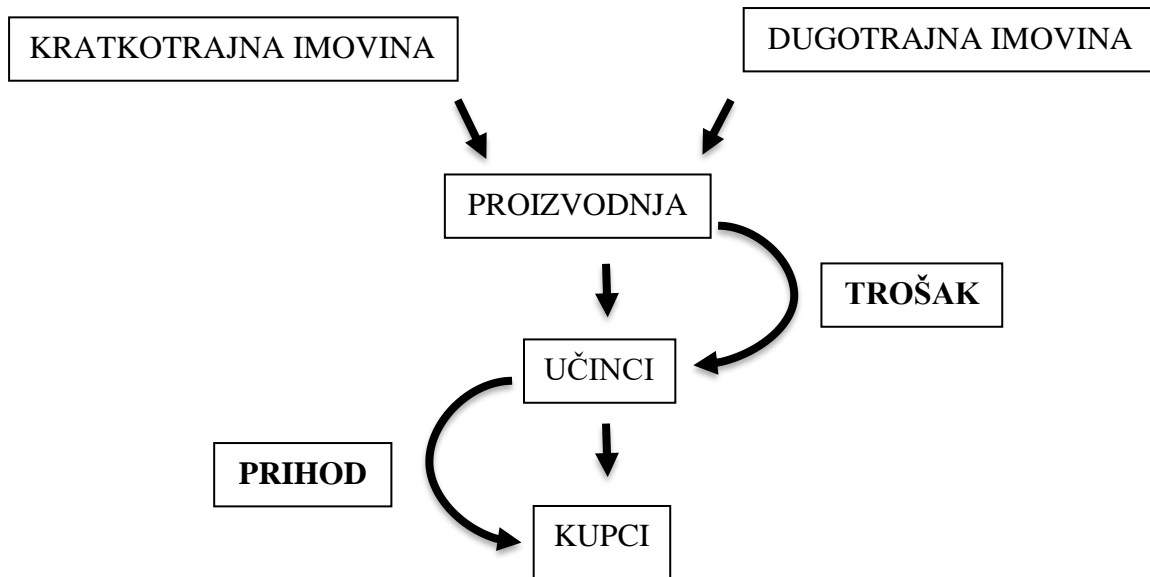 KRATKOTRAJNA IMOVINA
DUGOTRAJNA IMOVINA
PROIZVODNJA
TROŠAK
UČINCI
PRIHOD
KUPCI